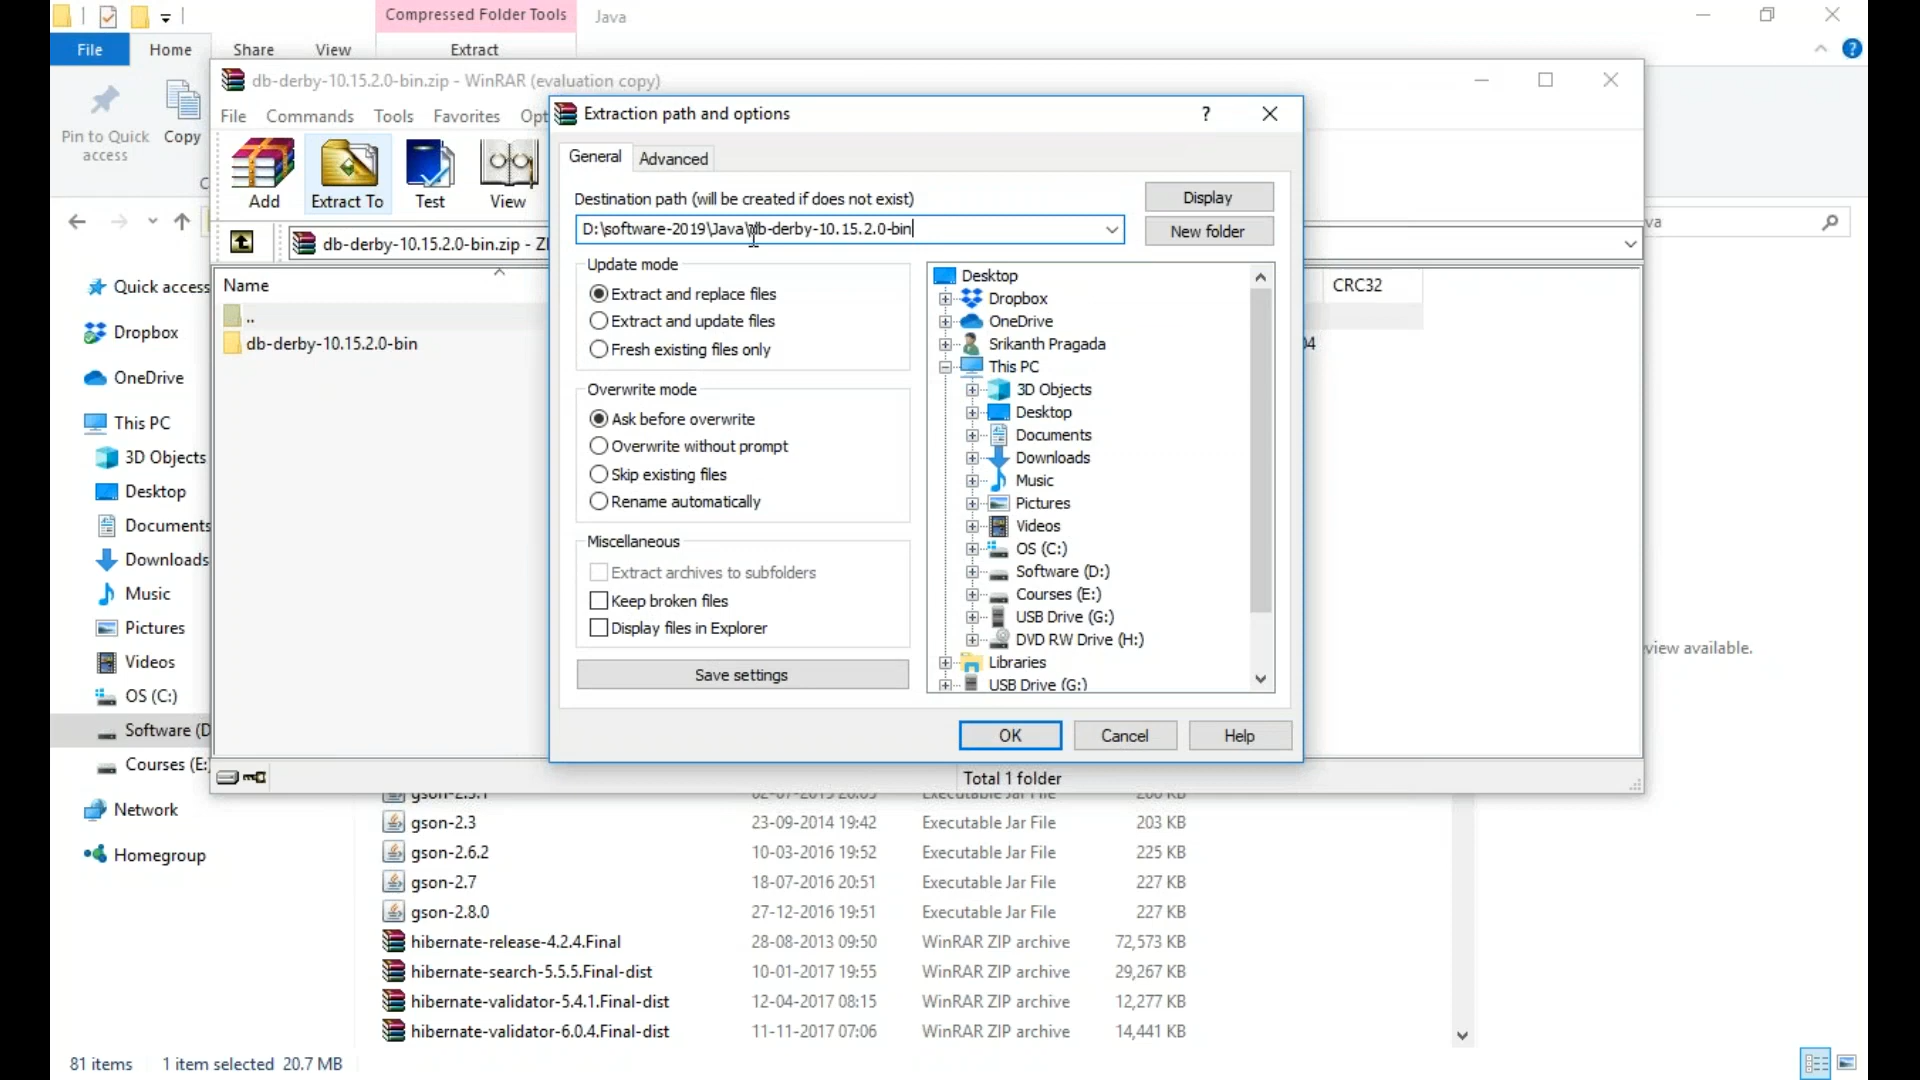 Compressed Folder Tools
Java
File
Home
Share
View
Extract
db-derby-10.15.2.0-bin.zip - WinRAR (evaluation copy)
Pin to Quick access
Copy
File
Commands
Tools
Favorites
Extraction path and options
Add
Extract To
Test
View
General
Advanced
Destination path (will be created if does not exist)
D:\software-2019\Java\db-derby-10.15.2.0-bin
Display
New folder
db-derby-10.15.2.0-bin.zip
Name
CRC32
..
db-derby-10.15.2.0-bin
Update mode
Extract and replace files
Extract and update files
Fresh existing files only
Overwrite mode
Ask before overwrite
Overwrite without prompt
Skip existing files
Rename automatically
Miscellaneous
Extract archives to subfolders
Keep broken files
Display files in Explorer
Save settings
Desktop
Dropbox
OneDrive
Srikanth Pragada
This PC
3D Objects
Desktop
Documents
Downloads
Music
Pictures
Videos
OS (C:)
Software (D:)
Courses (E:)
USB Drive (G:)
DVD RW Drive (H:)
Libraries
USB Drive (G:)
OK
Cancel
Help
Total 1 folder
Quick access
Dropbox
OneDrive
This PC
3D Objects
Desktop
Documents
Downloads
Music
Pictures
Videos
OS (C:)
Software (D
Courses (E:
Network
Homegroup
view available.
gson-2.3 23-09-2014 19:42 Executable Jar File 203 KB
gson-2.6.2 10-03-2016 19:52 Executable Jar File 225 KB
gson-2.7 18-07-2016 20:51 Executable Jar File 227 KB
gson-2.8.0 27-12-2016 19:51 Executable Jar File 227 KB
hibernate-release-4.2.4.Final 28-08-2013 09:50 WinRAR ZIP archive 72,573 KB
hibernate-search-5.5.5.Final-dist 10-01-2017 19:55 WinRAR ZIP archive 29,267 KB
hibernate-validator-5.4.1.Final-dist 12-04-2017 08:15 WinRAR ZIP archive 12,277 KB
hibernate-validator-6.0.4.Final-dist 11-11-2017 07:06 WinRAR ZIP archive 14,441 KB
81 items
1 item selected 20.7 MB